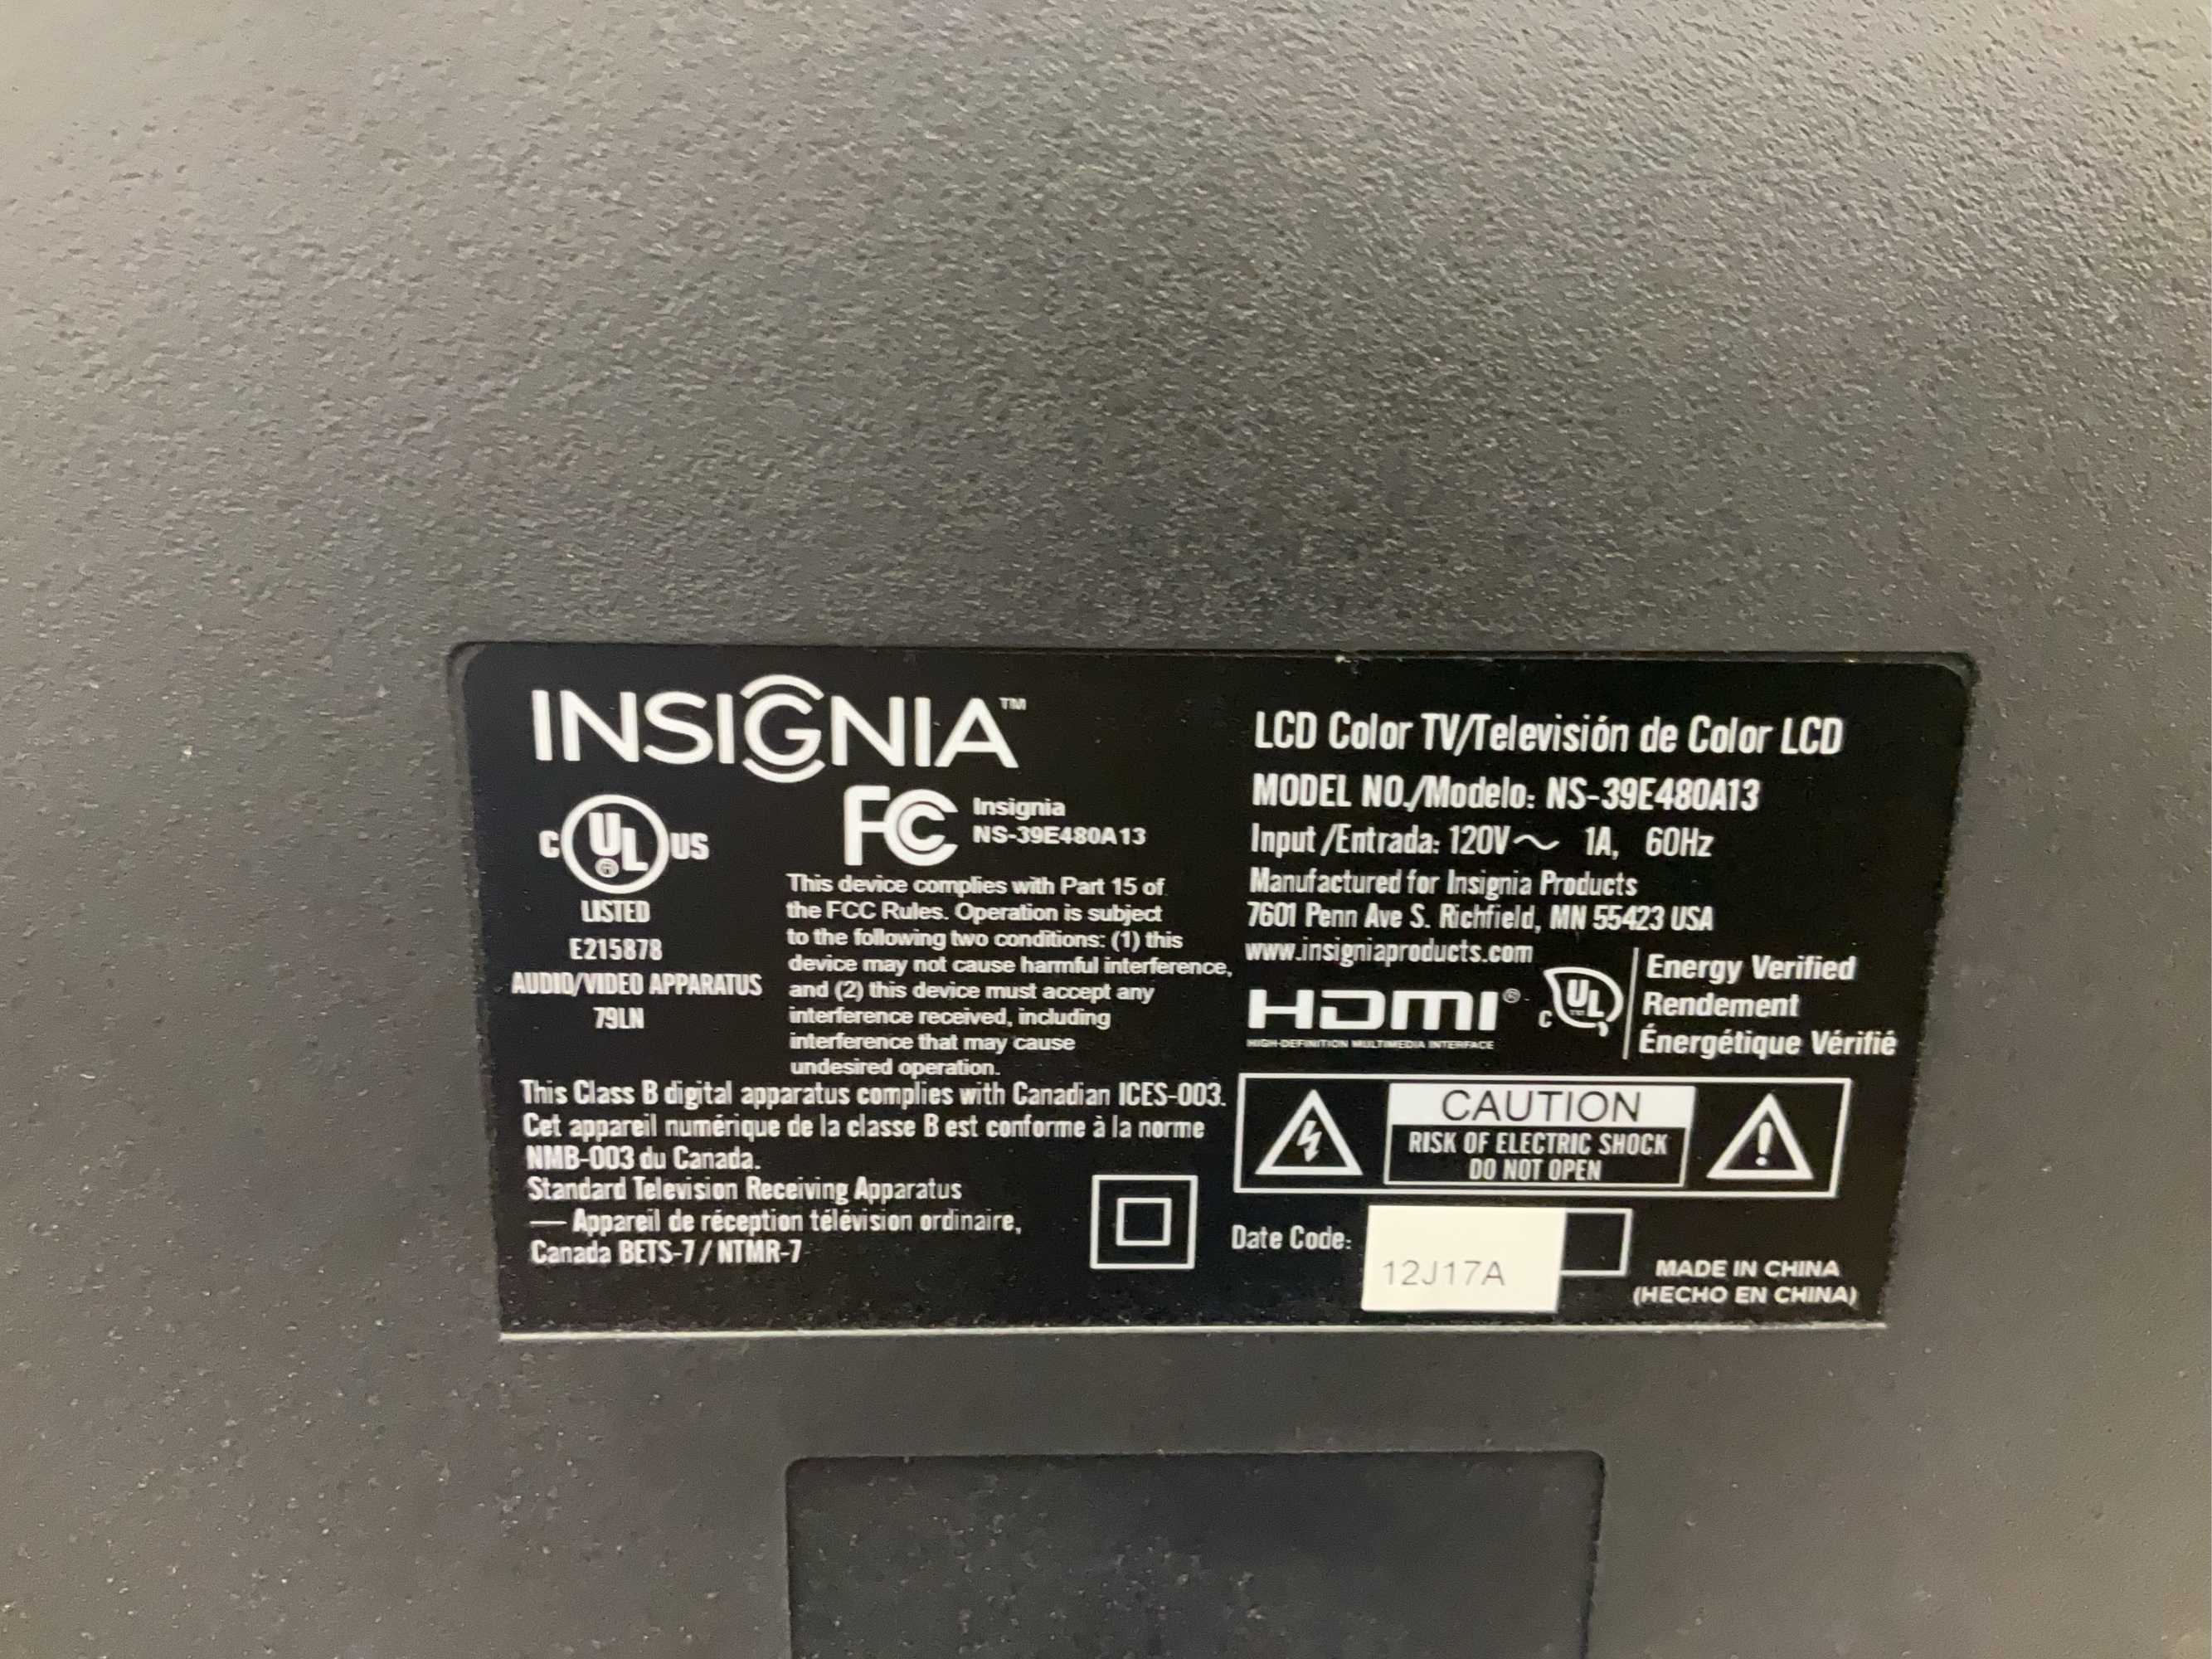 INSIGNIA™
C UL ® US
LISTED
E215878
AUDIO/VIDEO APPARATUS
79LN
FC Insignia
NS-39E480A13
This device complies with Part 15 of
the FCC Rules. Operation is subject
to the following two conditions: (1) this
device may not cause harmful interference,
and (2) this device must accept any
interference received, including
interference that may cause
undesired operation.
This Class B digital apparatus complies with Canadian ICES-003.
Cet appareil numérique de la classe B est conforme à la norme
NMB-003 du Canada.
Standard Television Receiving Apparatus
— Appareil de réception télévision ordinaire,
Canada BETS-7 / NTMR-7
LCD Color TV/Televisión de Color LCD
MODEL NO./Modelo: NS-39E480A13
Input /Entrada: 120V～ 1A, 60Hz
Manufactured for Insignia Products
7601 Penn Ave S. Richfield, MN 55423 USA
www.insigniaproducts.com
HDMI®
HIGH-DEFINITION MULTIMEDIA INTERFACE
C UL
Energy Verified
Rendement
Énergétique Vérifié
CAUTION
RISK OF ELECTRIC SHOCK
DO NOT OPEN
Date Code: 12J17A
MADE IN CHINA
(HECHO EN CHINA)